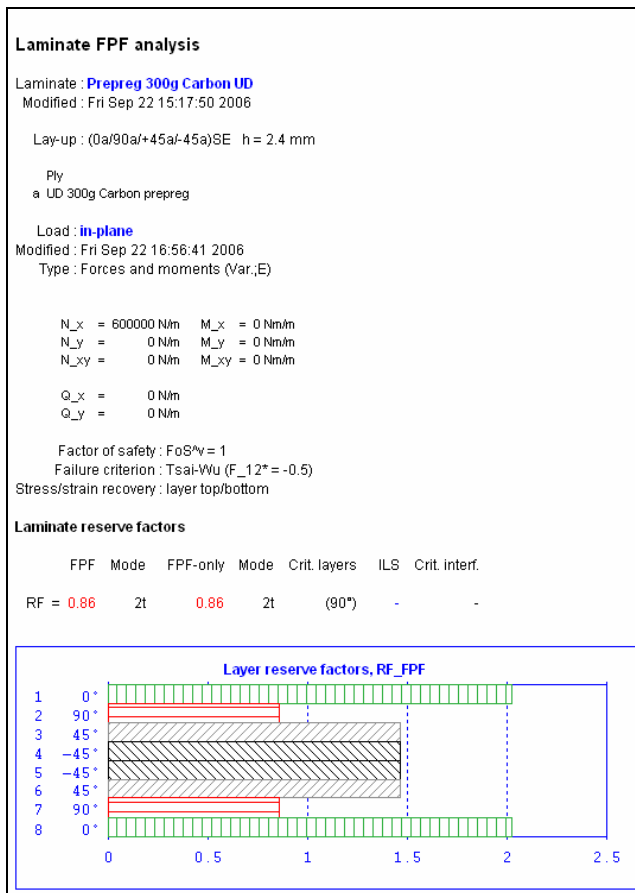 Laminate FPF analysis
Laminate : Prepreg 300g Carbon UD
Modified : Fri Sep 22 15:17:50 2006
Lay-up : (0a/90a/+45a/-45a)SE h = 2.4 mm
Ply
a UD 300g Carbon prepreg
Load : in-plane
Modified : Fri Sep 22 16:56:41 2006
Type : Forces and moments (Var.;E)
N_x = 600000 N/m M_x = 0 Nm/m
N_y = 0 N/m M_y = 0 Nm/m
N_xy = 0 N/m M_xy = 0 Nm/m
Q_x = 0 N/m
Q_y = 0 N/m
Factor of safety : FoS^v = 1
Failure criterion : Tsai-Wu (F_12* = -0.5)
Stress/strain recovery : layer top/bottom
Laminate reserve factors
FPF Mode FPF-only Mode Crit. layers ILS Crit. interf.
RF = 0.86 2t 0.86 2t (90°) - -
Layer reserve factors, RF_FPF
1 0°
2 90°
3 45°
4 -45°
5 -45°
6 45°
7 90°
8 0°
0 0.5 1 1.5 2 2.5